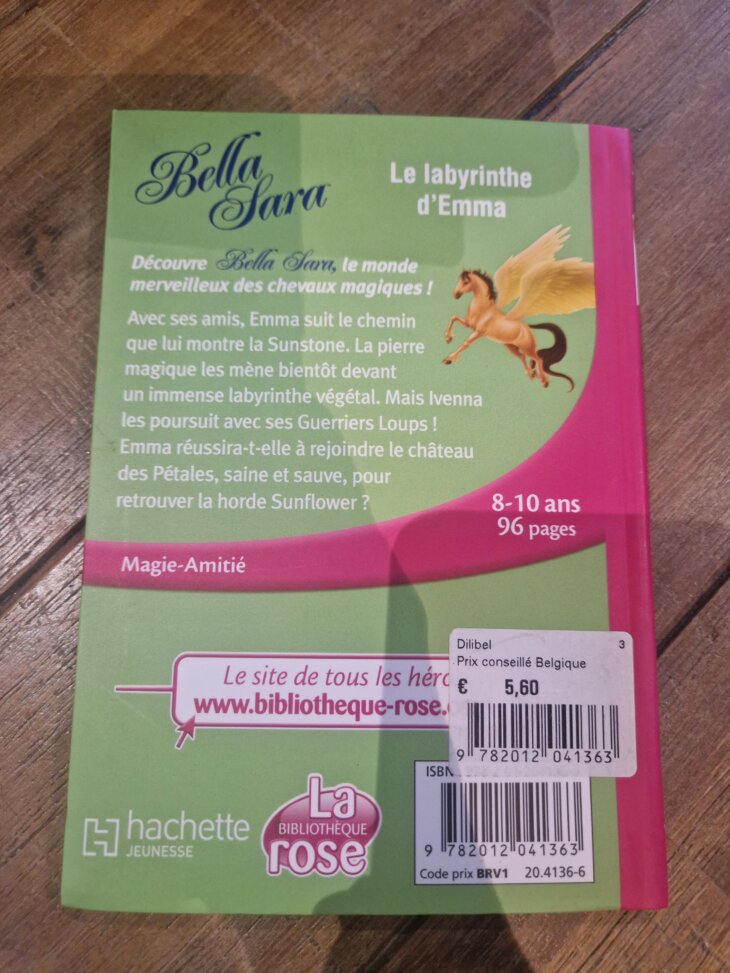 Bella
Sara
Le labyrinthe
d'Emma
Découvre Bella Sara, le monde
merveilleux des chevaux magiques !
Avec ses amis, Emma suit le chemin
que lui montre la Sunstone. La pierre
magique les mène bientôt devant
un immense labyrinthe végétal. Mais Ivenna
les poursuit avec ses Guerriers Loups !
Emma réussira-t-elle à rejoindre le château
des Pétales, saine et sauve, pour
retrouver la horde Sunflower ?
8-10 ans
96 pages
Magie-Amitié
Dilibel 3
Prix conseillé Belgique
€ 5,60
9 782012 041363
Le site de tous les héro
www.bibliotheque-rose.
ISBN
9 782012 041363
Code prix BRV1 20.4136-6
hachette
JEUNESSE
La
BIBLIOTHÈQUE
rose